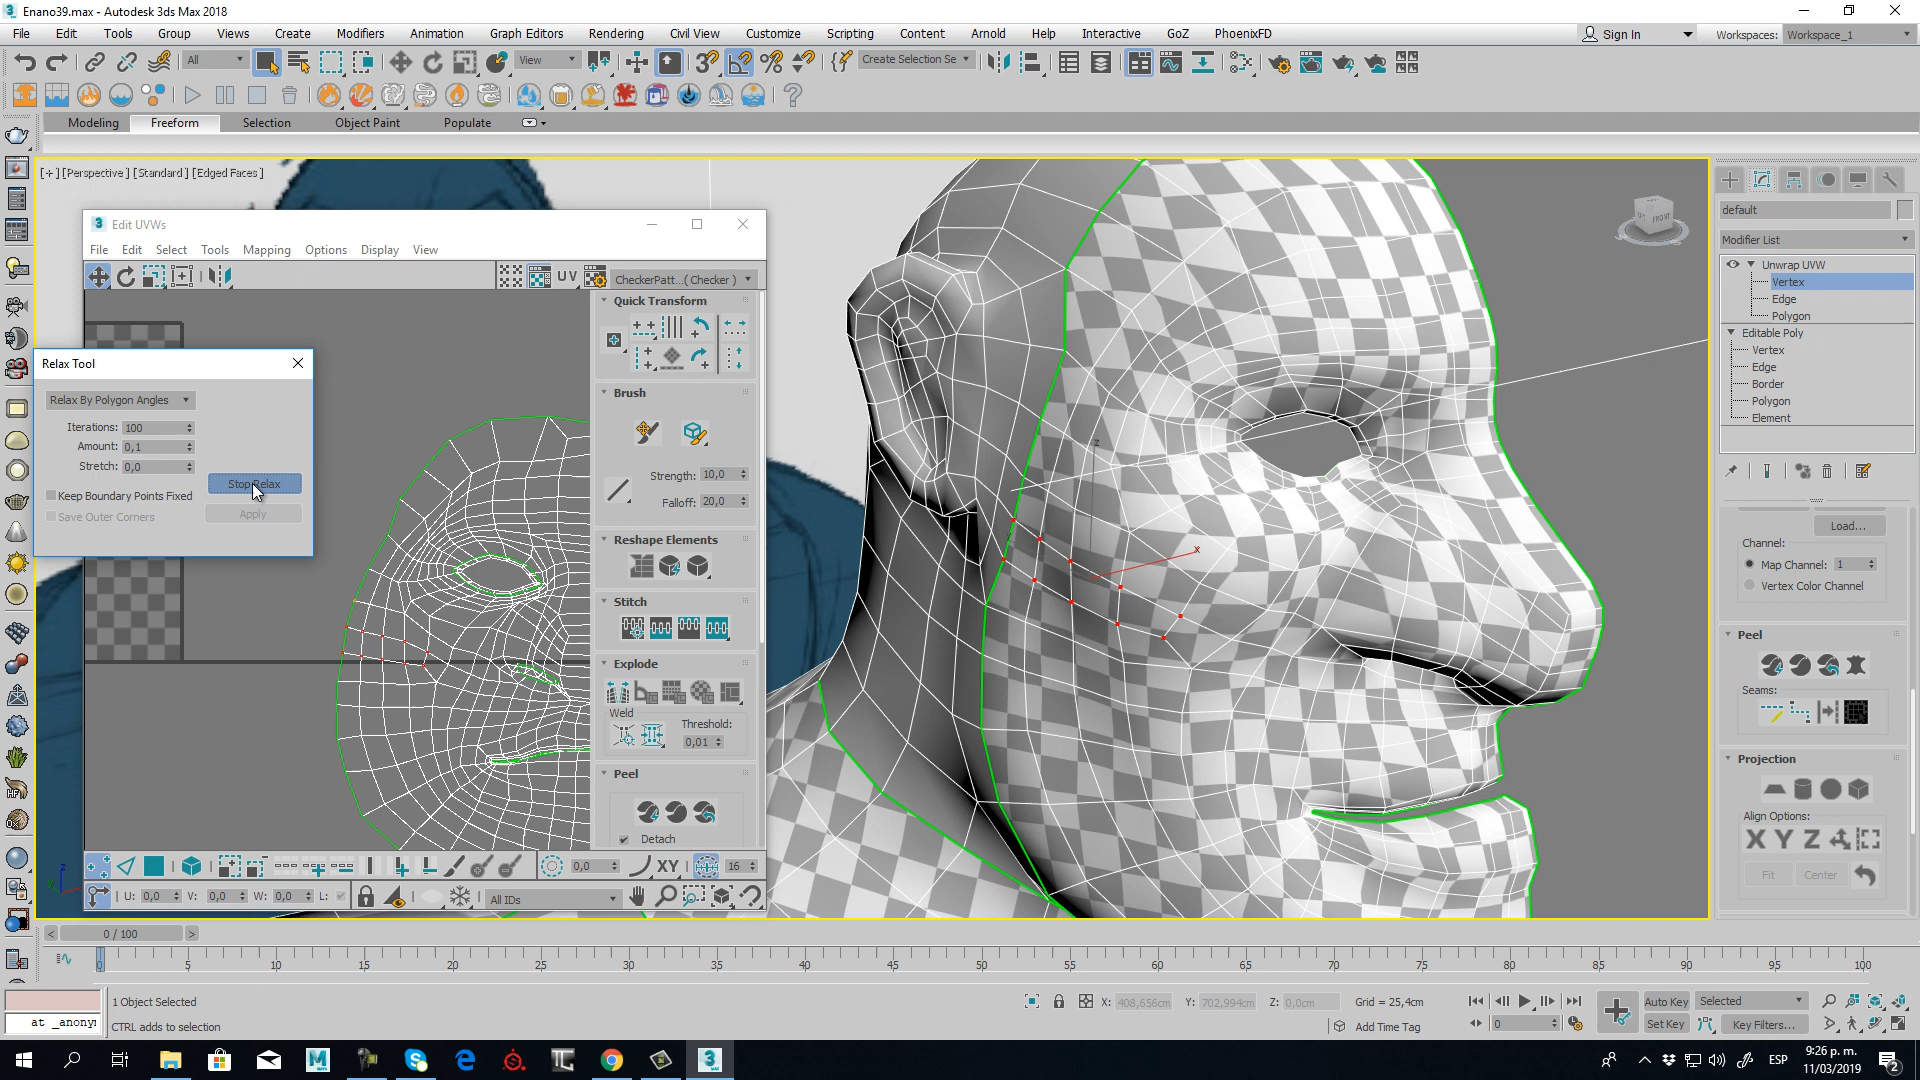 Enano39.max - Autodesk 3ds Max 2018
File Edit Tools Group Views Create Modifiers Animation Graph Editors Rendering Civil View Customize Scripting Content Arnold Help Interactive GoZ PhoenixFD Sign In Workspaces: Workspace_1
All View Create Selection Se
Modeling Freeform Selection Object Paint Populate
[+] [Perspective ] [Standard ] [Edged Faces ]
default
Modifier List
Unwrap UVW
Vertex
Edge
Polygon
Editable Poly
Vertex
Edge
Border
Polygon
Element
Load...
Channel:
Map Channel: 1
Vertex Color Channel
Peel
Seams:
Projection
Align Options:
X Y Z
Fit Center
Edit UVWs
File Edit Select Tools Mapping Options Display View
UV CheckerPatt...( Checker )
Quick Transform
Brush
Strength: 10,0
Falloff: 20,0
Reshape Elements
Stitch
Explode
Weld
Threshold:
0,01
Peel
Detach
0,0 XY 16
U: 0,0 V: 0,0 W: 0,0 L: All IDs
Relax Tool
Relax By Polygon Angles
Iterations: 100
Amount: 0,1
Stretch: 0,0
Stop Relax
Keep Boundary Points Fixed
Apply
Save Outer Corners
z
x
FRONT
< 0 / 100 >
0 5 10 15 20 25 30 35 40 45 50 55 60 65 70 75 80 85 90 95 100
1 Object Selected
X: 408,656cm Y: 702,994cm Z: 0,0cm Grid = 25,4cm
Auto Key Selected
at _anonyn
CTRL adds to selection
Add Time Tag
0
Set Key Key Filters...
ESP
9:26 p. m.
11/03/2019
2